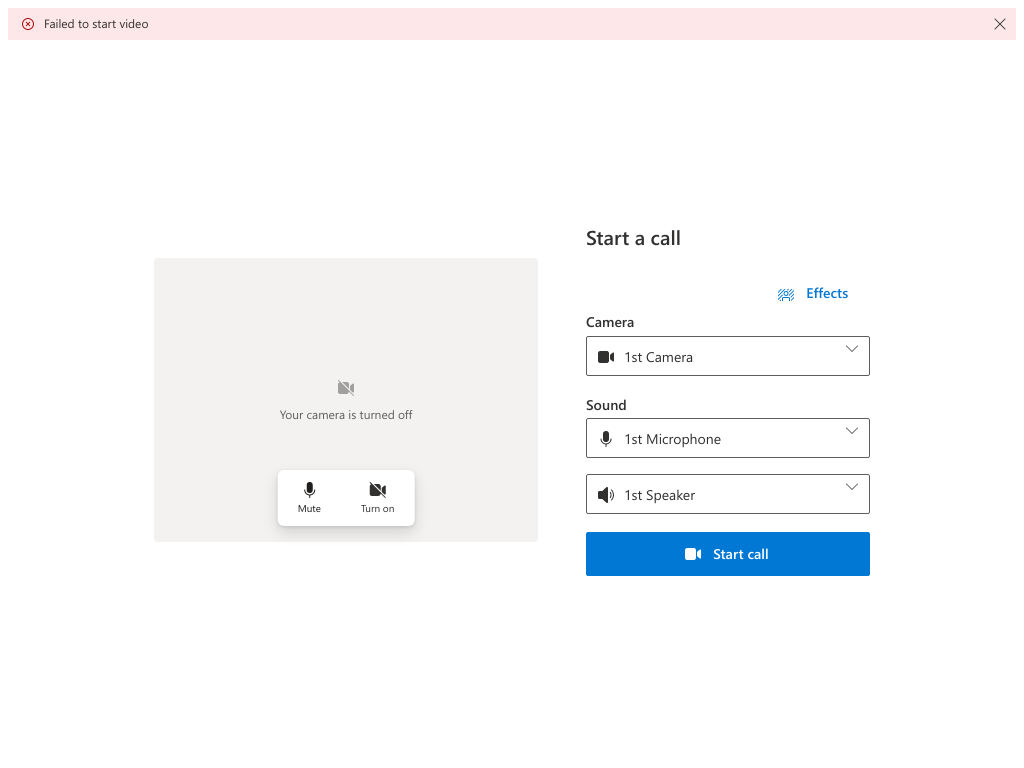 Failed to start video
Start a call
Effects
Camera
1st Camera
Your camera is turned off
Mute
Turn on
Sound
1st Microphone
1st Speaker
Start call